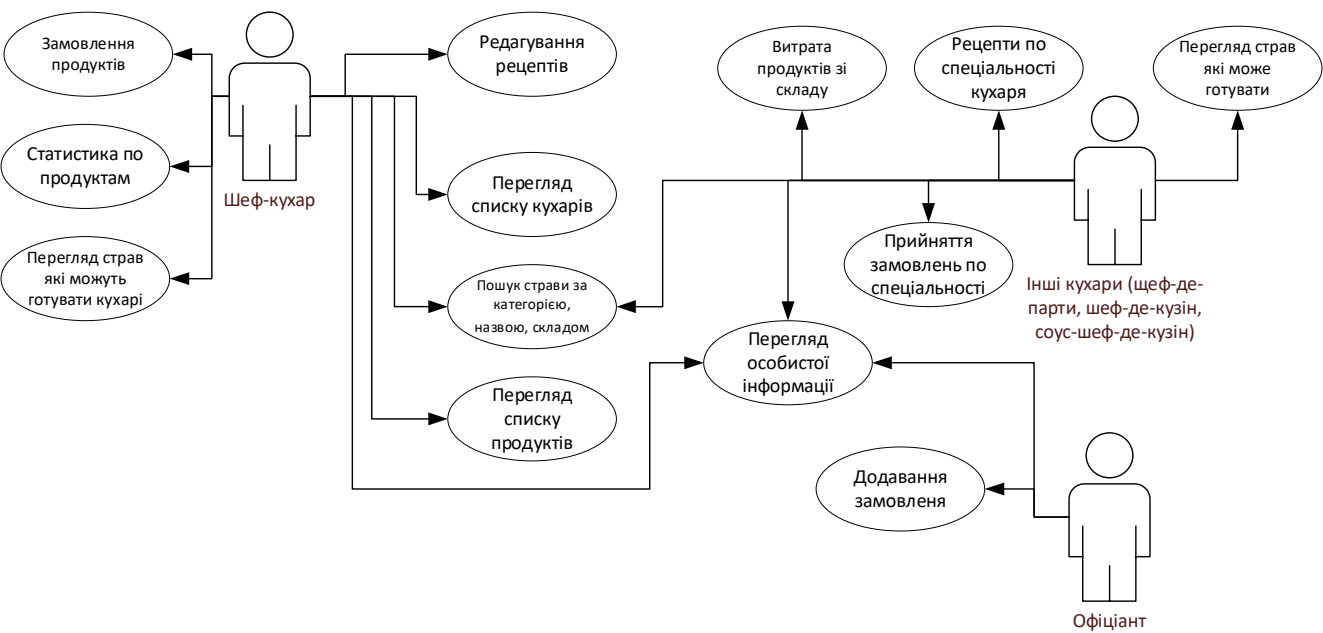 Замовлення
продуктів
Статистика по
продуктам
Перегляд страв
які можуть
готувати кухарі
Шеф-кухар
Редагування
рецептів
Перегляд
списку кухарів
Пошук страви за
категорією,
назвою, складом
Перегляд
списку
продуктів
Витрата
продуктів зі
складу
Рецепти по
спеціальності
кухаря
Перегляд страв
які може
готувати
Прийняття
замовлень по
спеціальності
Інші кухари (щеф-де-
парти, шеф-де-кузін,
соус-шеф-де-кузін)
Перегляд
особистої
інформації
Додавання
замовленя
Офіціант